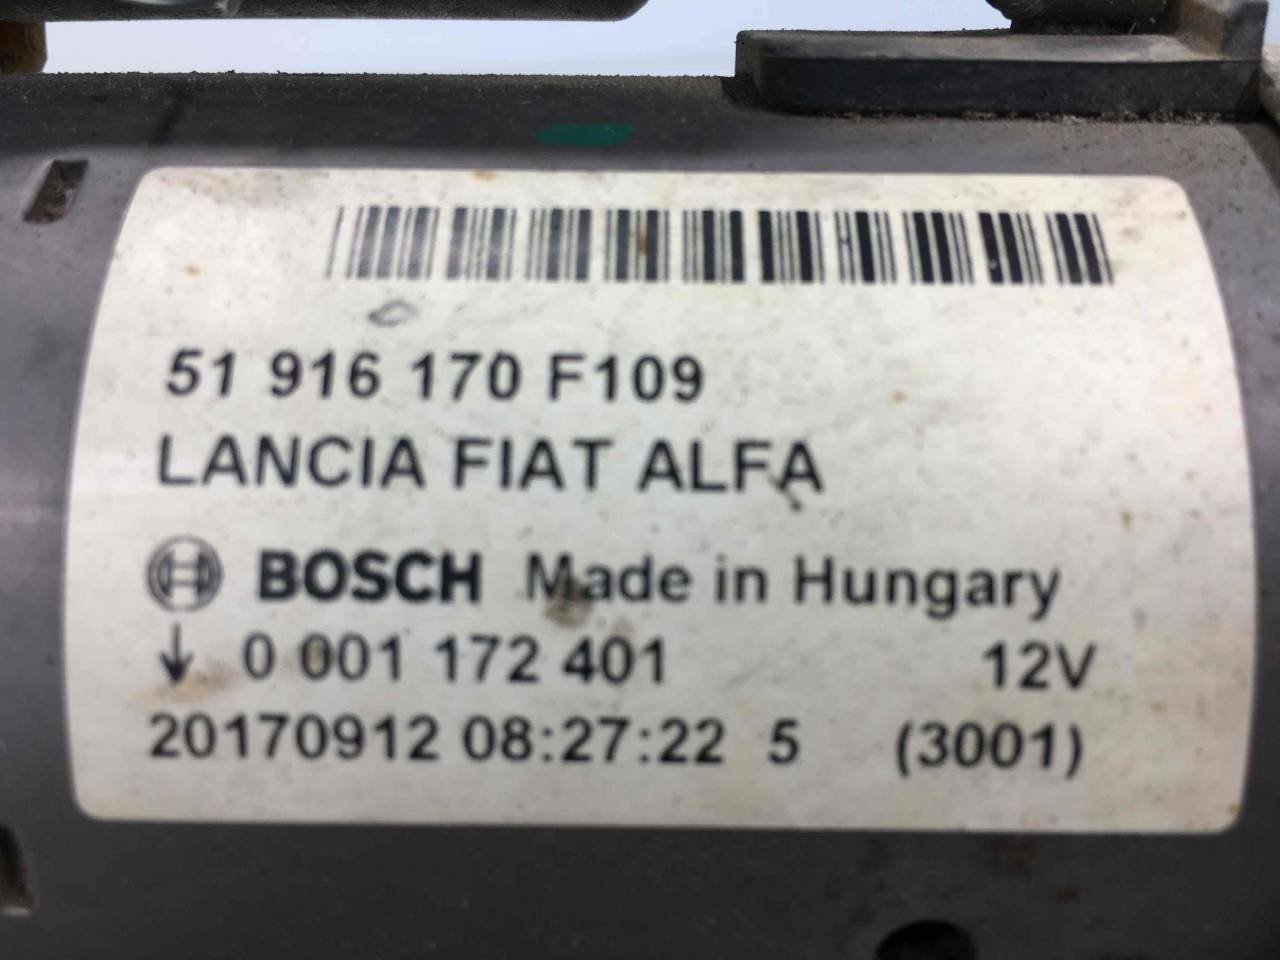 51 916 170 F109
LANCIA FIAT ALFA
BOSCH Made in Hungary
↓ 0 001 172 401 12V
20170912 08:27:22 5 (3001)